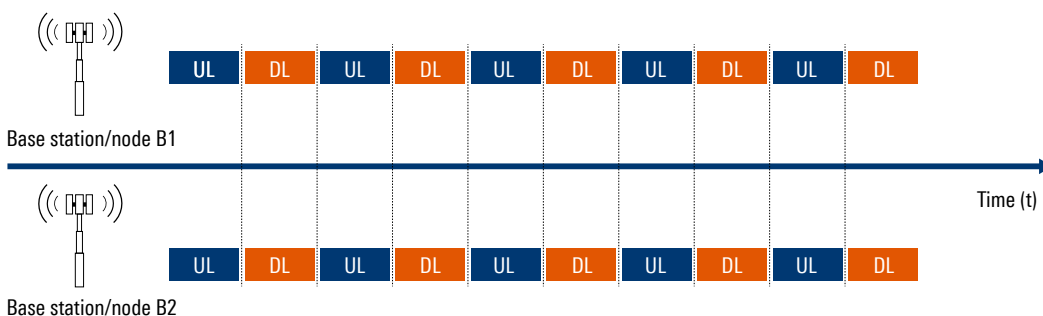 UL DL UL DL UL DL UL DL UL DL
Base station/node B1
Time (t)
UL DL UL DL UL DL UL DL UL DL
Base station/node B2